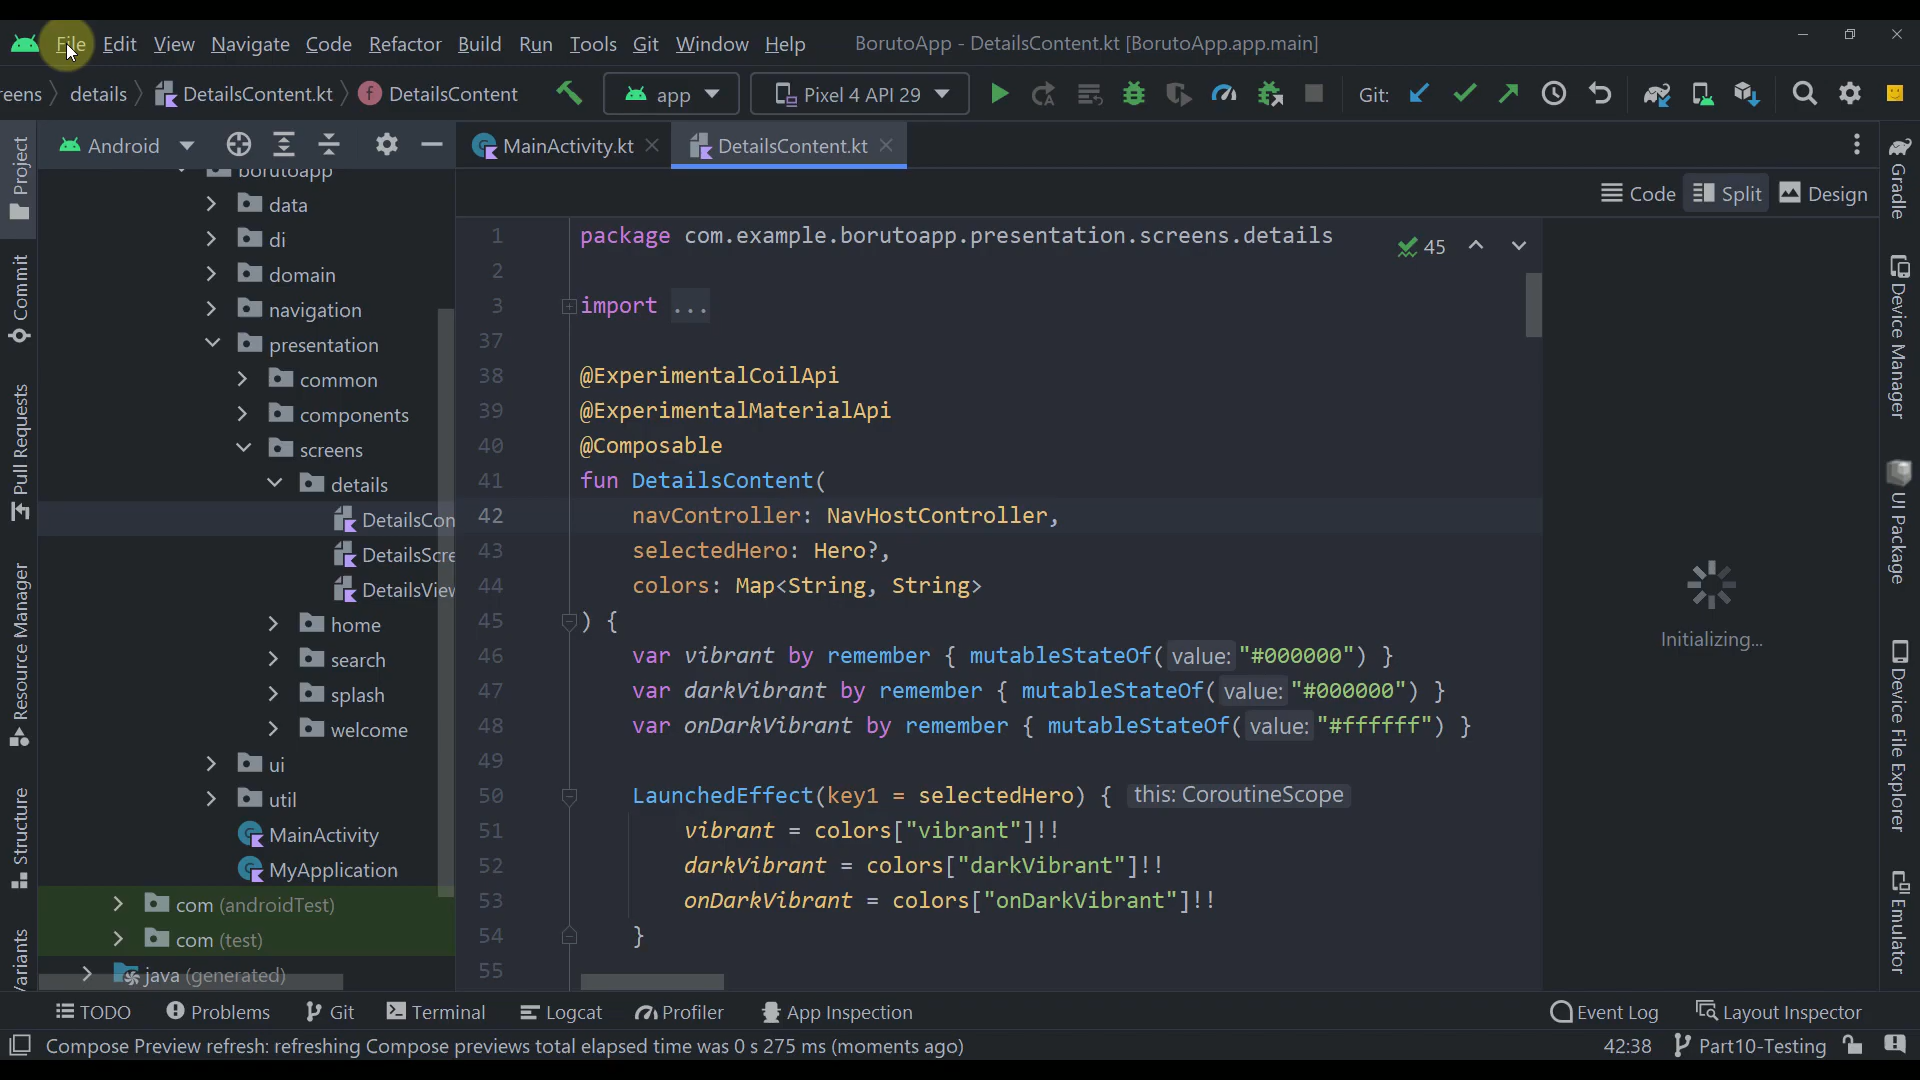 File Edit View Navigate Code Refactor Build Run Tools Git Window Help BorutoApp - DetailsContent.kt [BorutoApp.app.main]
reens details DetailsContent.kt DetailsContent app Pixel 4 API 29 Git:
Project
Commit
Pull Requests
Resource Manager
Structure
Variants
Android
borutoapp
data
di
domain
navigation
presentation
common
components
screens
details
DetailsCon
DetailsScre
DetailsView
home
search
splash
welcome
ui
util
MainActivity
MyApplication
com (androidTest)
com (test)
java (generated)
MainActivity.kt DetailsContent.kt
Code Split Design
1 package com.example.borutoapp.presentation.screens.details 45
2
3 import ...
37
38 @ExperimentalCoilApi
39 @ExperimentalMaterialApi
40 @Composable
41 fun DetailsContent(
42 navController: NavHostController,
43 selectedHero: Hero?,
44 colors: Map<String, String>
45 ) {
46 var vibrant by remember { mutableStateOf( value: "#000000") }
47 var darkVibrant by remember { mutableStateOf( value: "#000000") }
48 var onDarkVibrant by remember { mutableStateOf( value: "#ffffff") }
49
50 LaunchedEffect(key1 = selectedHero) { this: CoroutineScope
51 vibrant = colors["vibrant"]!!
52 darkVibrant = colors["darkVibrant"]!!
53 onDarkVibrant = colors["onDarkVibrant"]!!
54 }
55
Initializing...
Gradle
Device Manager
UI Package
Device File Explorer
Emulator
TODO Problems Git Terminal Logcat Profiler App Inspection Event Log Layout Inspector
Compose Preview refresh: refreshing Compose previews total elapsed time was 0 s 275 ms (moments ago) 42:38 Part10-Testing